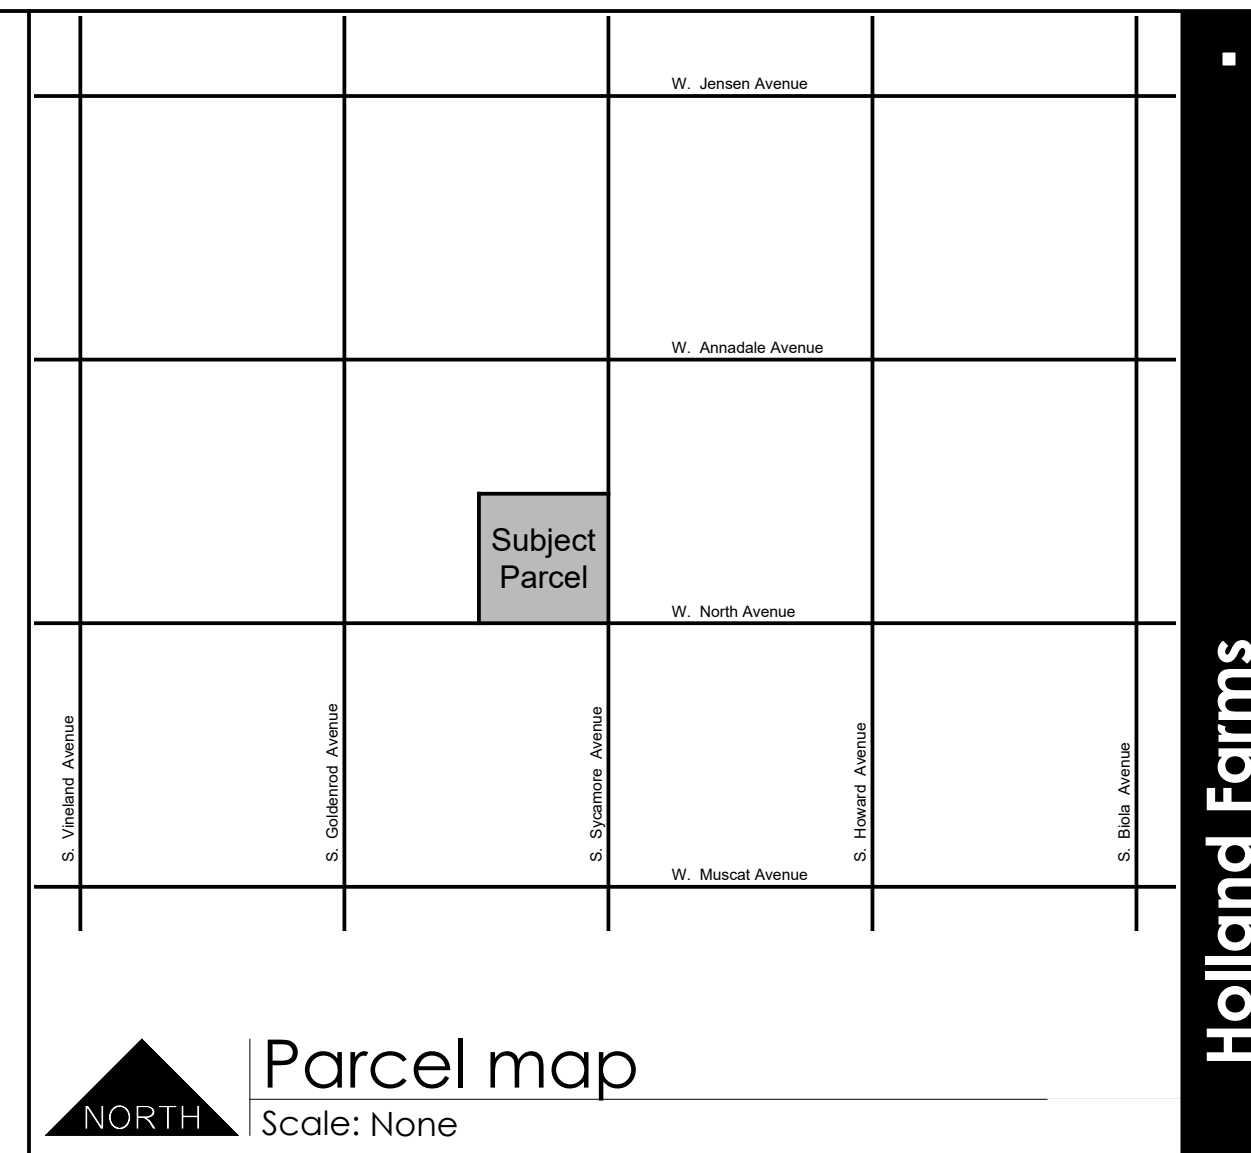 W. Jensen Avenue
W. Annadale Avenue
Subject
Parcel
W. North Avenue
S. Vineland Avenue
S. Goldenrod Avenue
S. Sycamore Avenue
S. Howard Avenue
S. Biola Avenue
W. Muscat Avenue
Holland Farms
NORTH
Parcel map
Scale: None